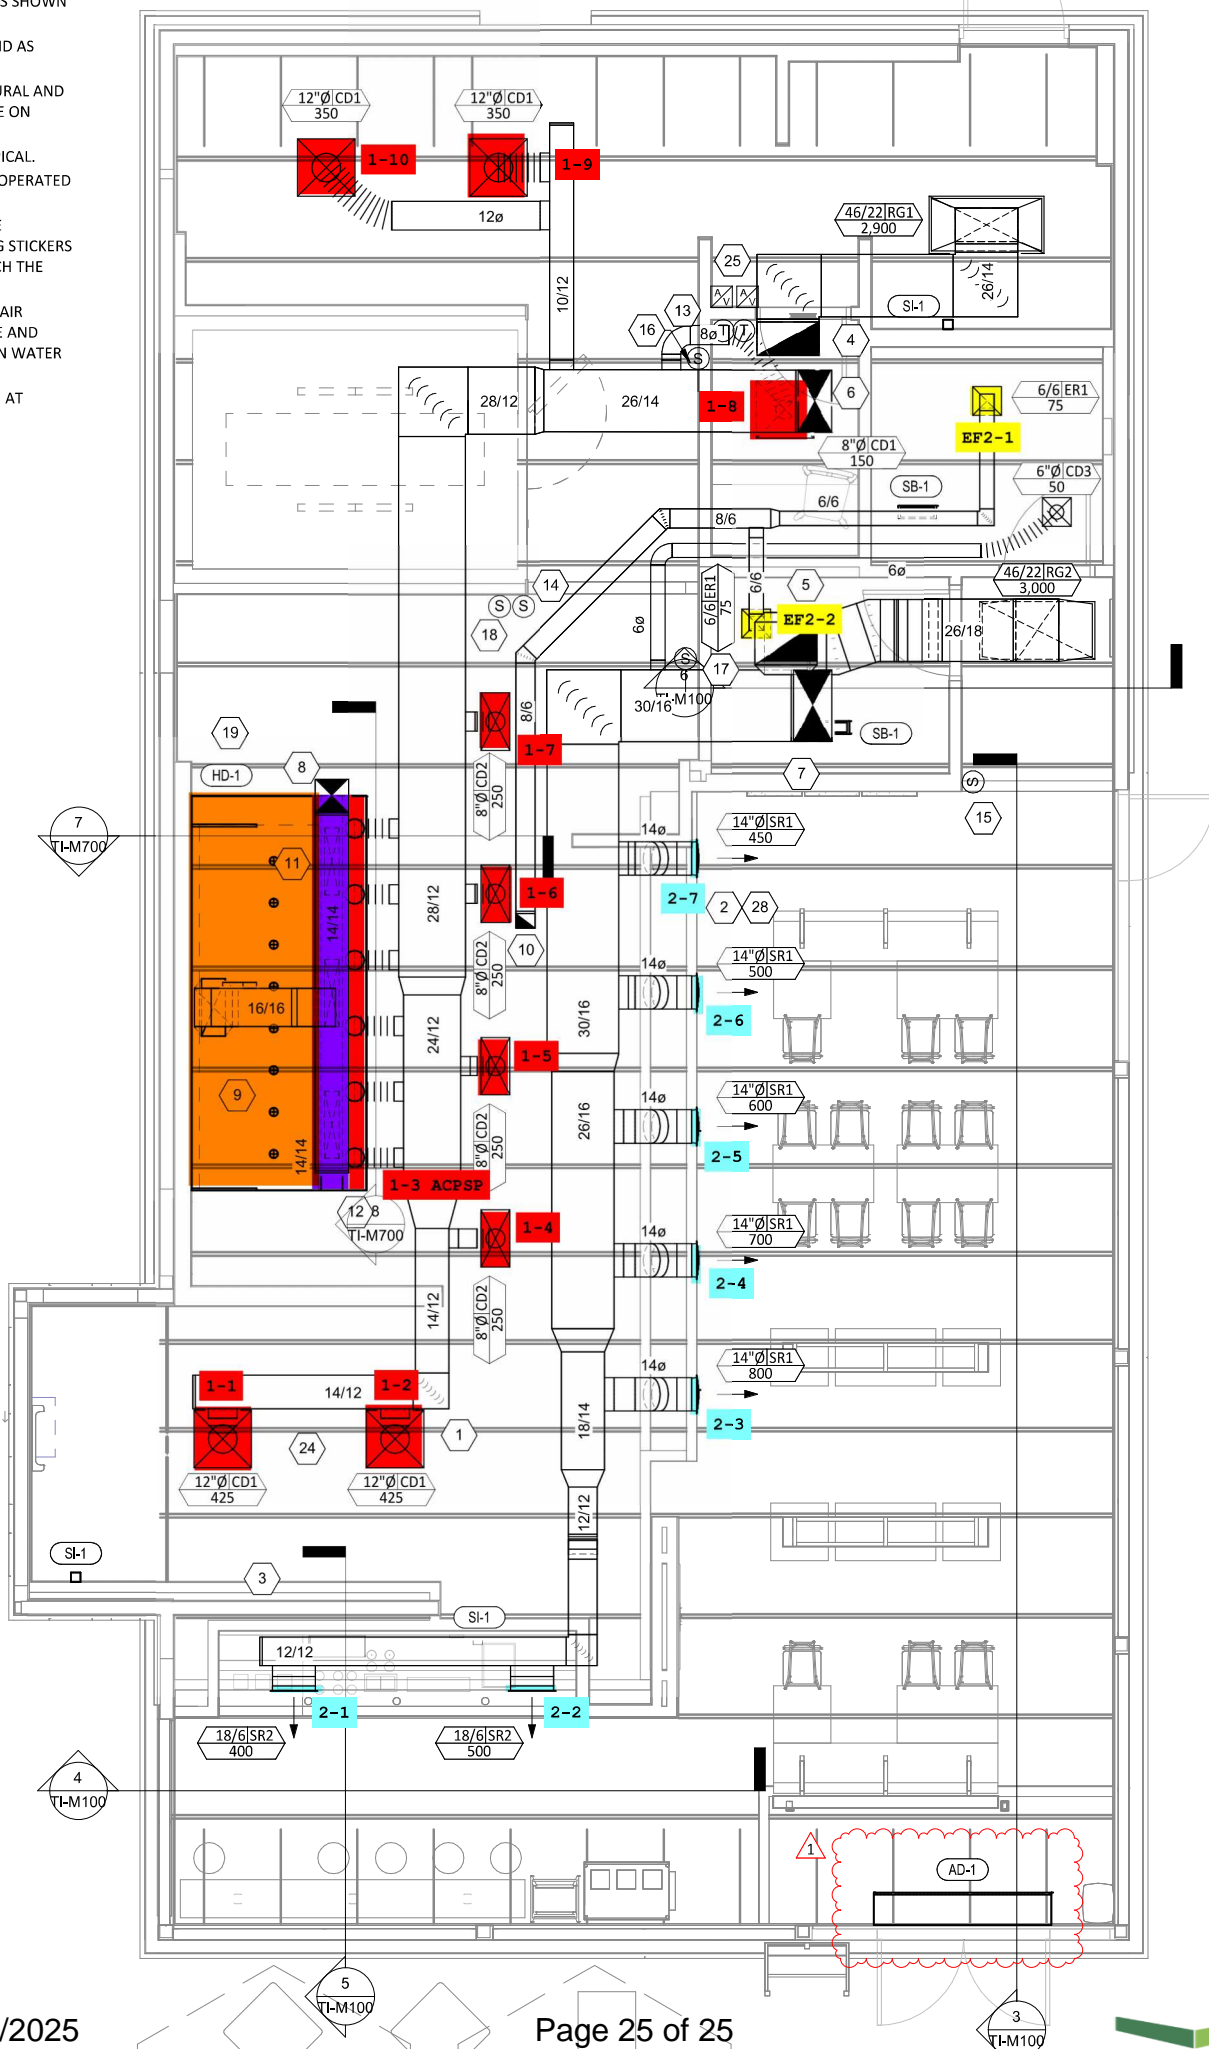 S SHOWN
ID AS
URAL AND
E ON
PICAL.
OPERATED
E
G STICKERS
CH THE
AIR
E AND
N WATER
AT
12"Ø CD1
350
12"Ø CD1
350
1-10
1-9
12ø
46/22 RG1
2,900
10/12
25
26/14
A/V
A/V
SI-1
13
16
8ø
T
T
S
4
28/12
26/14
1-8
6
6/6 ER1
75
EF2-1
8"Ø CD1
150
6"Ø CD3
50
SB-1
6/6
8/6
6ø
46/22 RG2
3,000
14
5
6/6
6/6 ER1
75
EF2-2
S S
18
6ø
26/18
S
17
6
TI-M100
30/16
8/6
19
1-7
SB-1
HD-1
8
7
S
8"Ø CD2
250
15
7
TI-M700
14ø
14"Ø SR1
450
11
1-6
2-7
2
28
28/12
14/14
10
8"Ø CD2
250
14ø
14"Ø SR1
500
16/16
2-6
24/12
30/16
1-5
9
14ø
14"Ø SR1
600
26/16
8"Ø CD2
250
14/14
2-5
1-3 ACPSP
12
8
TI-M700
1-4
14ø
14"Ø SR1
700
2-4
14/12
8"Ø CD2
250
14ø
14"Ø SR1
800
1-1
1-2
14/12
2-3
18/14
1
24
12"Ø CD1
425
12"Ø CD1
425
12/12
SI-1
3
SI-1
12/12
2-1
2-2
18/6 SR2
400
18/6 SR2
500
4
TI-M100
1
AD-1
5
TI-M100
3
TI-M100
/2025
Page 25 of 25